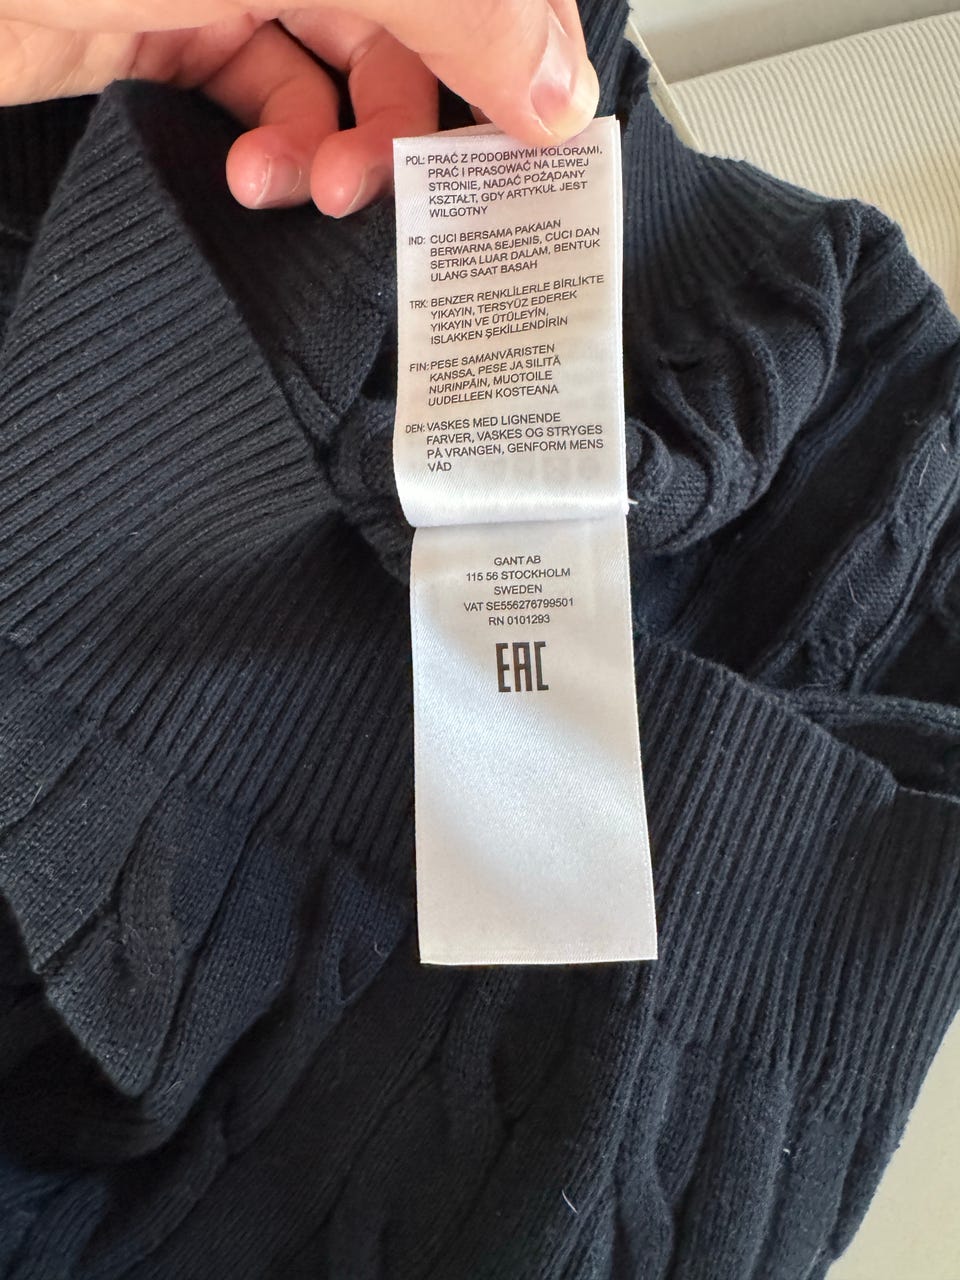 POL: PRAĆ Z PODOBNYMI KOLORAMI,
PRAĆ I PRASOWAĆ NA LEWEJ
STRONIE, NADAĆ POŻĄDANY
KSZTAŁT, GDY ARTYKUŁ JEST
WILGOTNY
IND: CUCI BERSAMA PAKAIAN
BERWARNA SEJENIS, CUCI DAN
SETRIKA LUAR DALAM, BENTUK
ULANG SAAT BASAH
TRK: BENZER RENKLİLERLE BİRLİKTE
YIKAYIN, TERSYÜZ EDEREK
YIKAYIN VE ÜTÜLEYİN,
ISLAKKEN ŞEKİLLENDİRİN
FIN: PESE SAMANVÄRISTEN
KANSSA, PESE JA SILITÄ
NURINPÄIN, MUOTOILE
UUDELLEEN KOSTEANA
DEN: VASKES MED LIGNENDE
FARVER, VASKES OG STRYGES
PÅ VRANGEN, GENFORM MENS
VÅD
GANT AB
115 56 STOCKHOLM
SWEDEN
VAT SE556276799501
RN 0101293
EAC